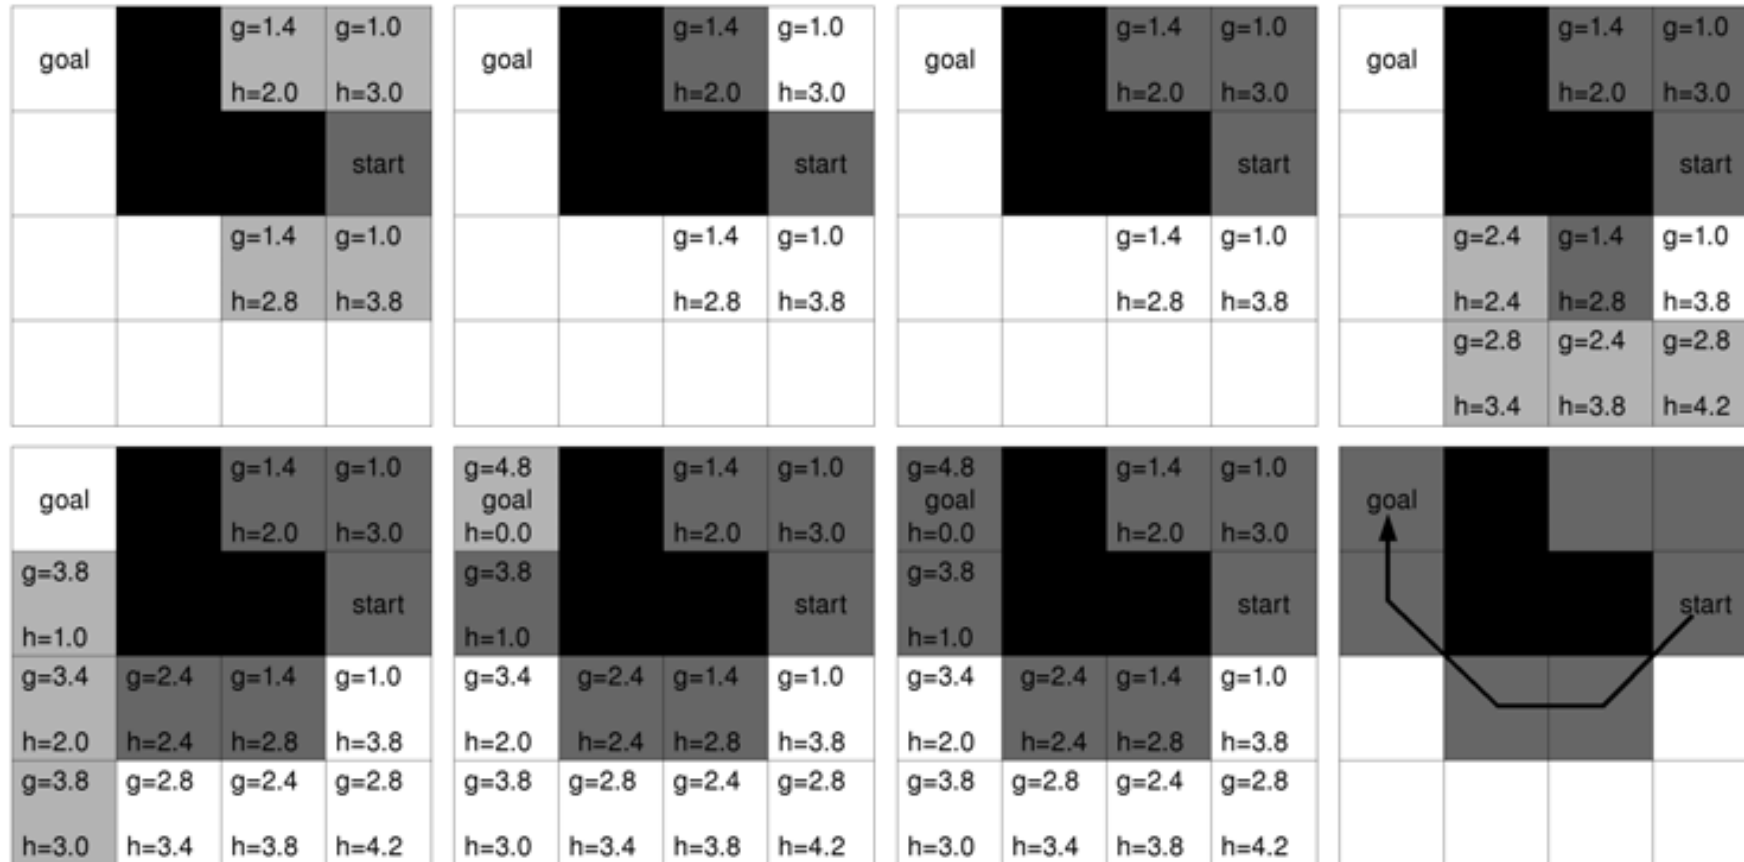 g=1.4 g=1.0
goal
h=2.0 h=3.0
start
g=1.4 g=1.0
h=2.8 h=3.8
g=1.4 g=1.0
goal
h=2.0 h=3.0
start
g=1.4 g=1.0
h=2.8 h=3.8
g=1.4 g=1.0
goal
h=2.0 h=3.0
start
g=1.4 g=1.0
h=2.8 h=3.8
g=1.4 g=1.0
goal
h=2.0 h=3.0
start
g=2.4 g=1.4 g=1.0
h=2.4 h=2.8 h=3.8
g=2.8 g=2.4 g=2.8
h=3.4 h=3.8 h=4.2
g=1.4 g=1.0
goal
h=2.0 h=3.0
g=3.8
start
h=1.0
g=3.4 g=2.4 g=1.4 g=1.0
h=2.0 h=2.4 h=2.8 h=3.8
g=3.8 g=2.8 g=2.4 g=2.8
h=3.0 h=3.4 h=3.8 h=4.2
g=4.8 g=1.4 g=1.0
goal
h=0.0 h=2.0 h=3.0
g=3.8
start
h=1.0
g=3.4 g=2.4 g=1.4 g=1.0
h=2.0 h=2.4 h=2.8 h=3.8
g=3.8 g=2.8 g=2.4 g=2.8
h=3.0 h=3.4 h=3.8 h=4.2
g=4.8 g=1.4 g=1.0
goal
h=0.0 h=2.0 h=3.0
g=3.8
start
h=1.0
g=3.4 g=2.4 g=1.4 g=1.0
h=2.0 h=2.4 h=2.8 h=3.8
g=3.8 g=2.8 g=2.4 g=2.8
h=3.0 h=3.4 h=3.8 h=4.2
goal
start